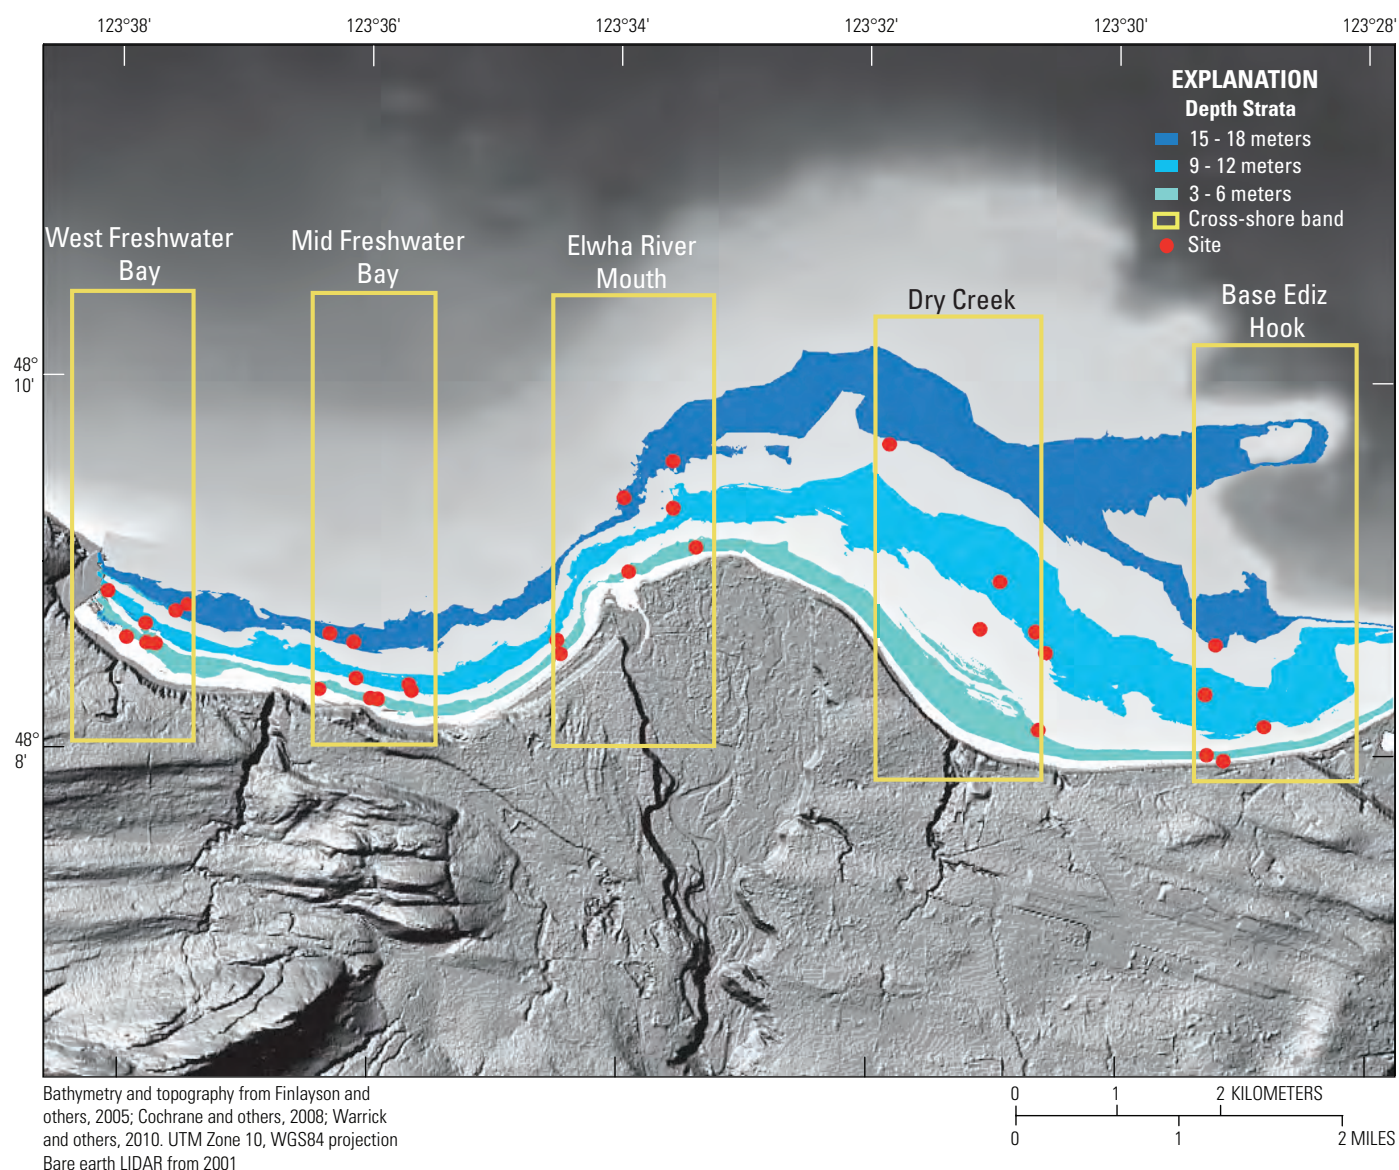 123°38'
123°36'
123°34'
123°32'
123°30'
123°28'
EXPLANATION
Depth Strata
15 - 18 meters
9 - 12 meters
3 - 6 meters
Cross-shore band
Site
West Freshwater
Bay
Mid Freshwater
Bay
Elwha River
Mouth
Dry Creek
Base Ediz
Hook
48°
10'
48°
8'
Bathymetry and topography from Finlayson and
others, 2005; Cochrane and others, 2008; Warrick
and others, 2010. UTM Zone 10, WGS84 projection
Bare earth LIDAR from 2001
0 1 2 KILOMETERS
0 1 2 MILES